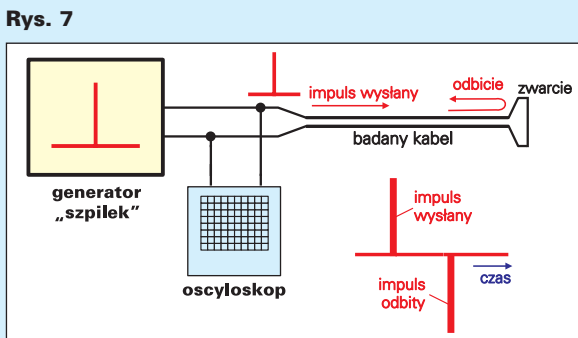 Rys. 7
impuls wysłany
odbicie
zwarcie
badany kabel
generator
„szpilek”
oscyloskop
impuls
wysłany
impuls
odbity
czas